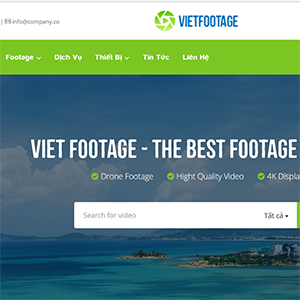 | info@company.co
VIETFOOTAGE
Footage Dịch Vụ Thiết Bị Tin Tức Liên Hệ
VIET FOOTAGE - THE BEST FOOTAGE
Drone Footage Hight Quality Video 4K Displa
Search for video Tất cả